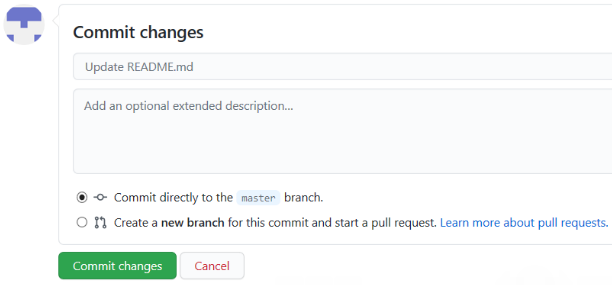 Commit changes
Update README.md
Add an optional extended description...
Commit directly to the master branch.
Create a new branch for this commit and start a pull request. Learn more about pull requests.
Commit changes
Cancel